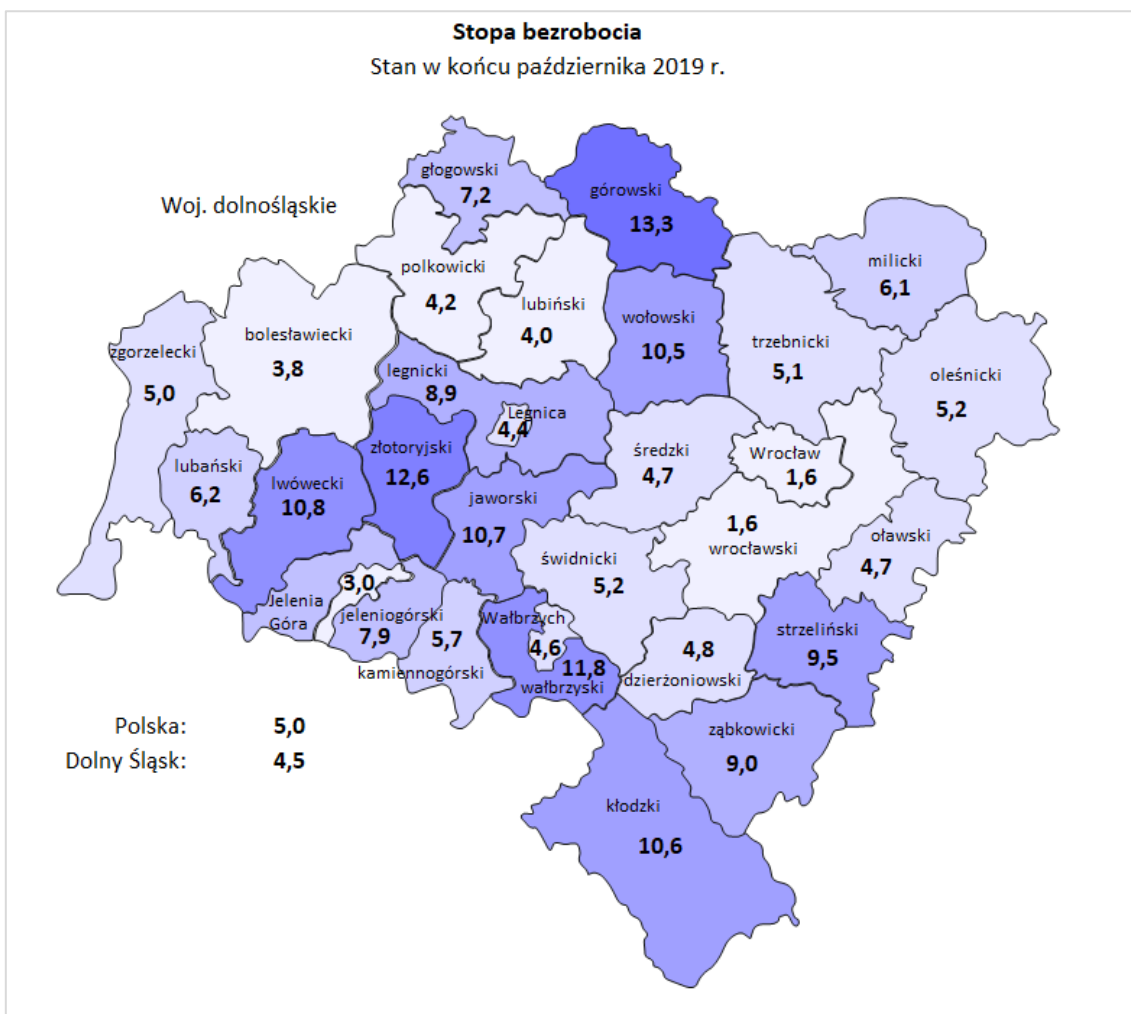 Stopa bezrobocia
Stan w końcu października 2019 r.
Woj. dolnośląskie
głogowski
7,2
górowski
13,3
milicki
6,1
polkowicki
4,2
lubiński
4,0
wołowski
10,5
trzebnicki
5,1
oleśnicki
5,2
zgorzelecki
5,0
bolesławiecki
3,8
legnicki
8,9
Legnica
4,4
złotoryjski
12,6
lubański
6,2
lwówecki
10,8
jaworski
10,7
średzki
4,7
Wrocław
1,6
1,6
wrocławski
oławski
4,7
świdnicki
5,2
3,0
Jelenia
Góra
jeleniogórski
7,9
5,7
kamiennogórski
Wałbrzych
4,6
11,8
wałbrzyski
4,8
dzierżoniowski
strzeliński
9,5
ząbkowicki
9,0
kłodzki
10,6
Polska: 5,0
Dolny Śląsk: 4,5